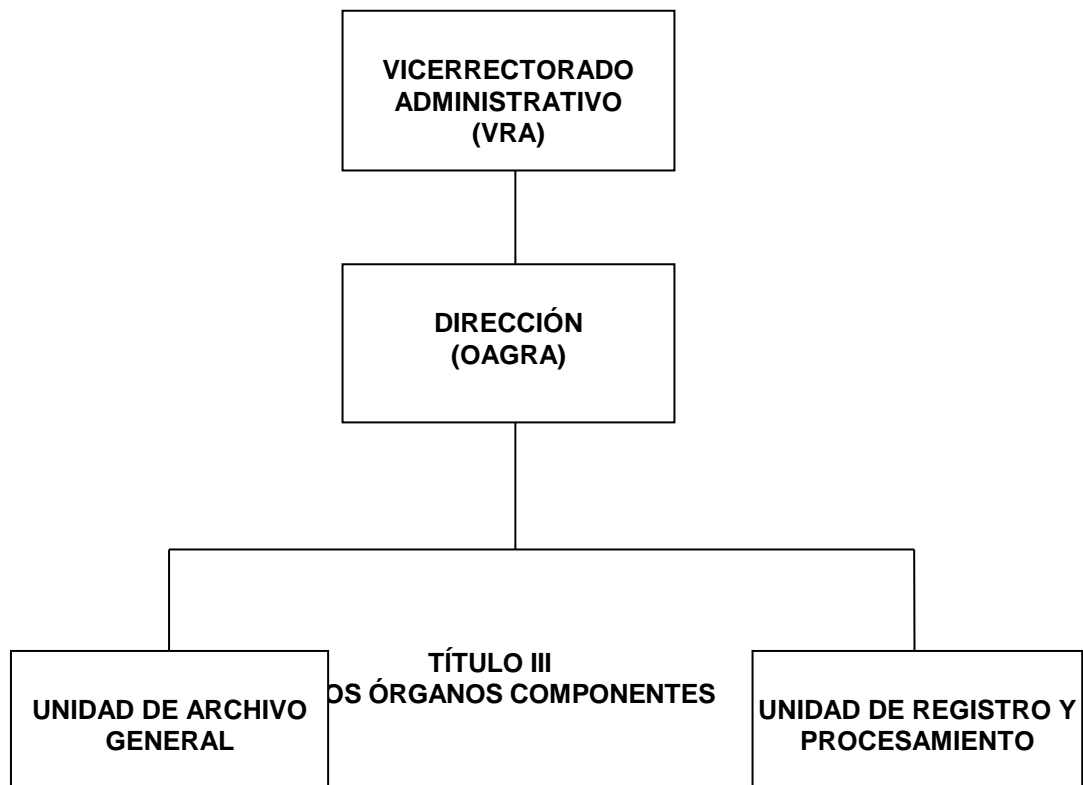 VICERRECTORADO
ADMINISTRATIVO
(VRA)
DIRECCIÓN
(OAGRA)
TÍTULO III
OS ÓRGANOS COMPONENTES
UNIDAD DE ARCHIVO
GENERAL
UNIDAD DE REGISTRO Y
PROCESAMIENTO